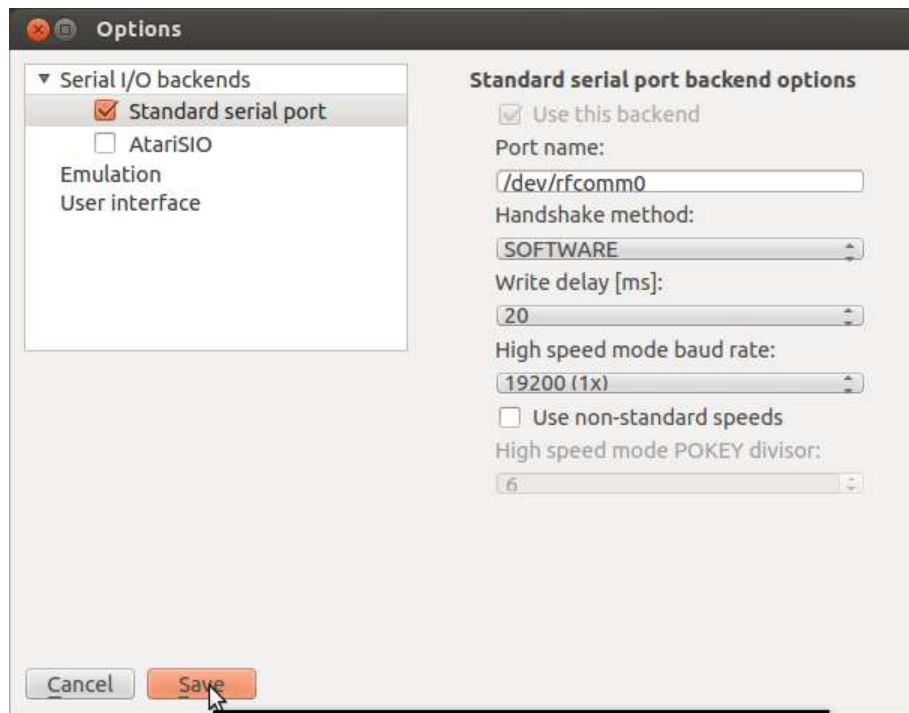 Options
Serial I/O backends
Standard serial port
AtariSIO
Emulation
User interface
Standard serial port backend options
Use this backend
Port name:
/dev/rfcomm0
Handshake method:
SOFTWARE
Write delay [ms]:
20
High speed mode baud rate:
19200 (1x)
Use non-standard speeds
High speed mode POKEY divisor:
6
Cancel
Save